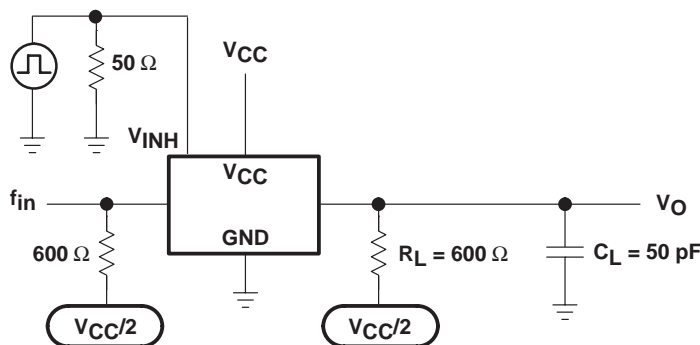 50 Ω
VCC
VINH
VCC
fin
VO
GND
600 Ω
RL = 600 Ω
CL = 50 pF
VCC/2
VCC/2